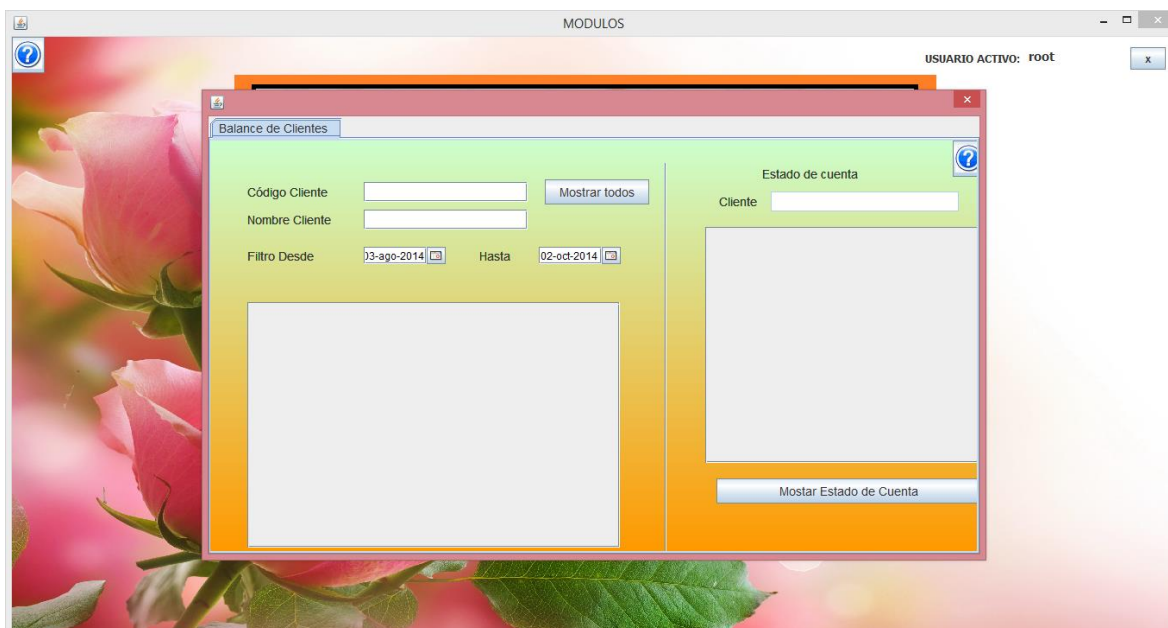 MODULOS
USUARIO ACTIVO: root
x
Balance de Clientes
Código Cliente
Mostrar todos
Nombre Cliente
Filtro Desde
03-ago-2014
Hasta
02-oct-2014
Estado de cuenta
Cliente
Mostar Estado de Cuenta